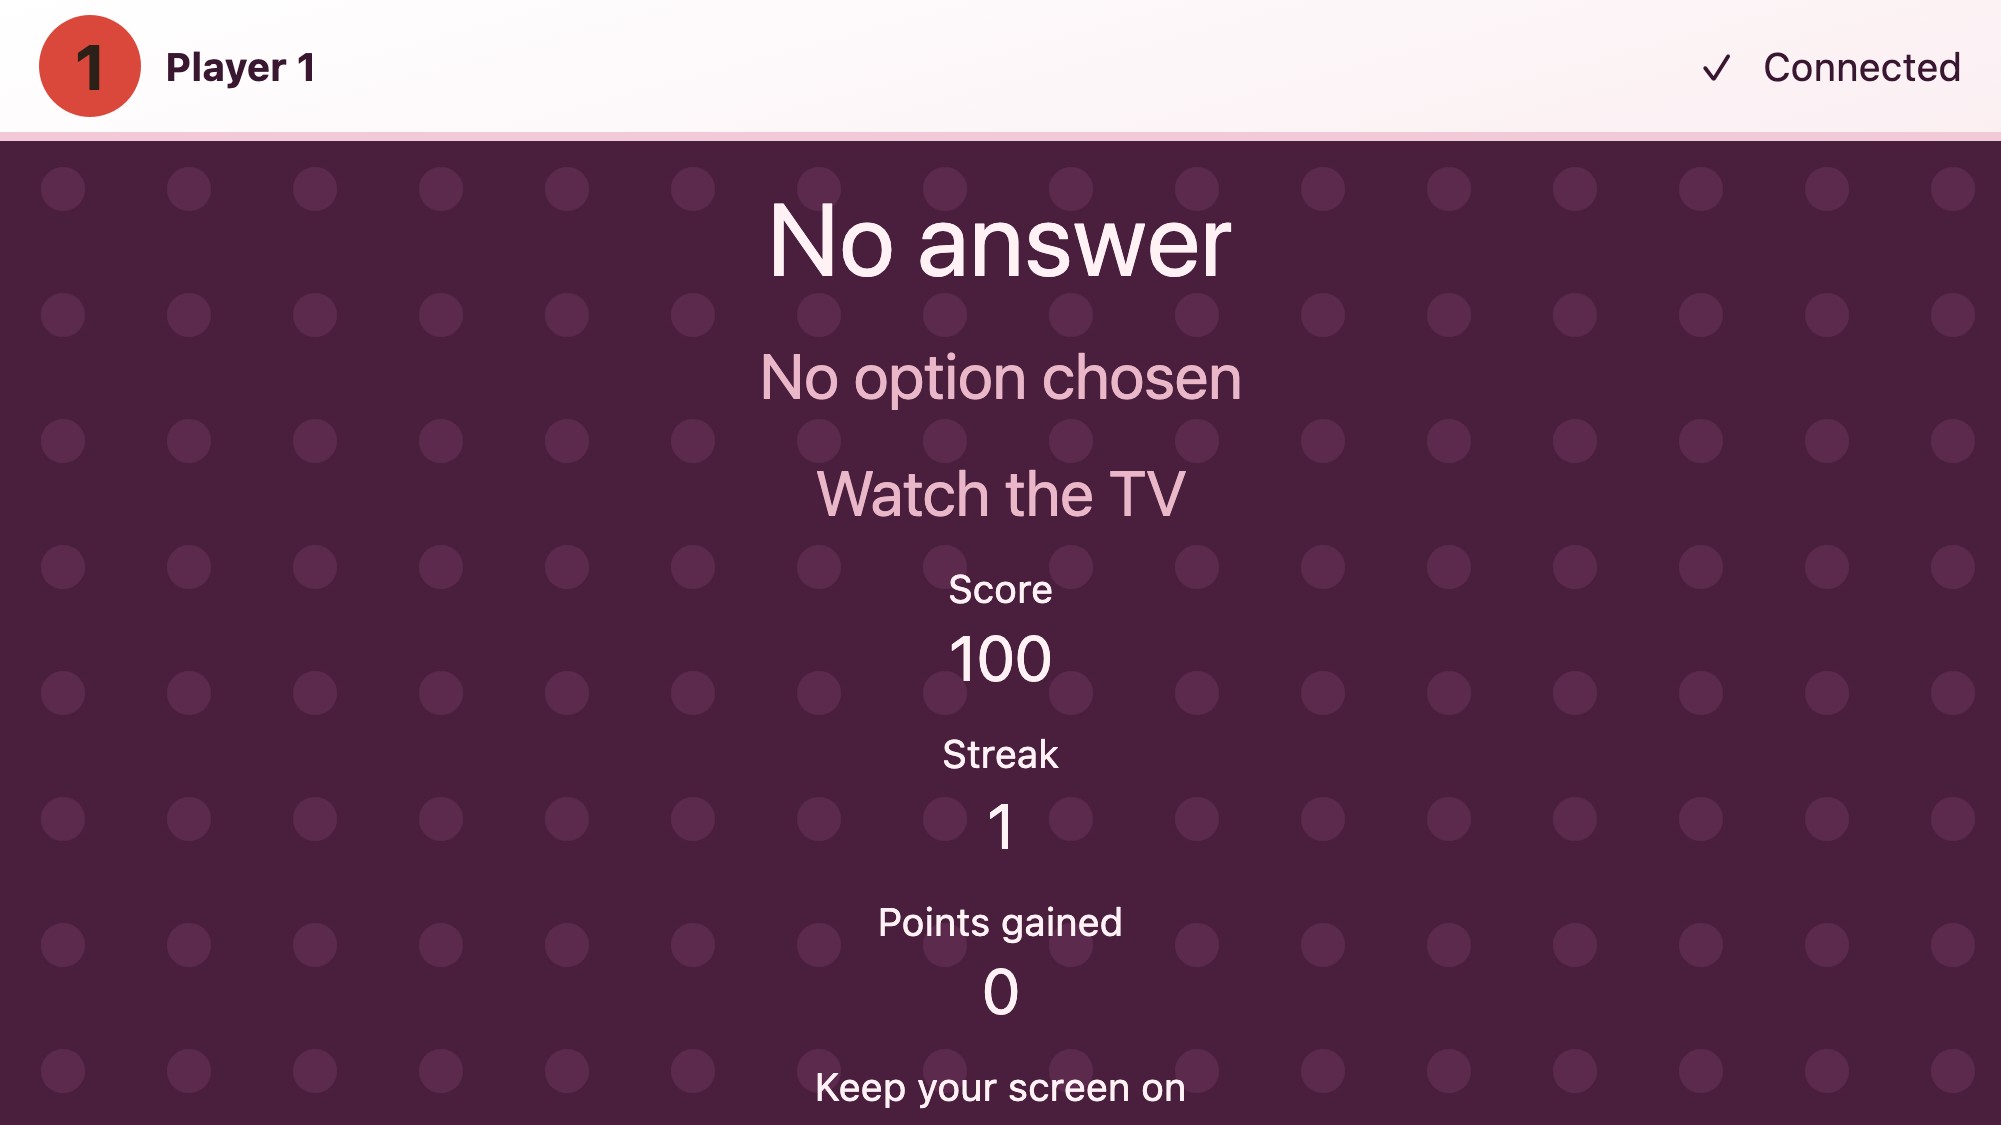 1 Player 1 ✓ Connected
No answer
No option chosen
Watch the TV
Score
100
Streak
1
Points gained
0
Keep your screen on